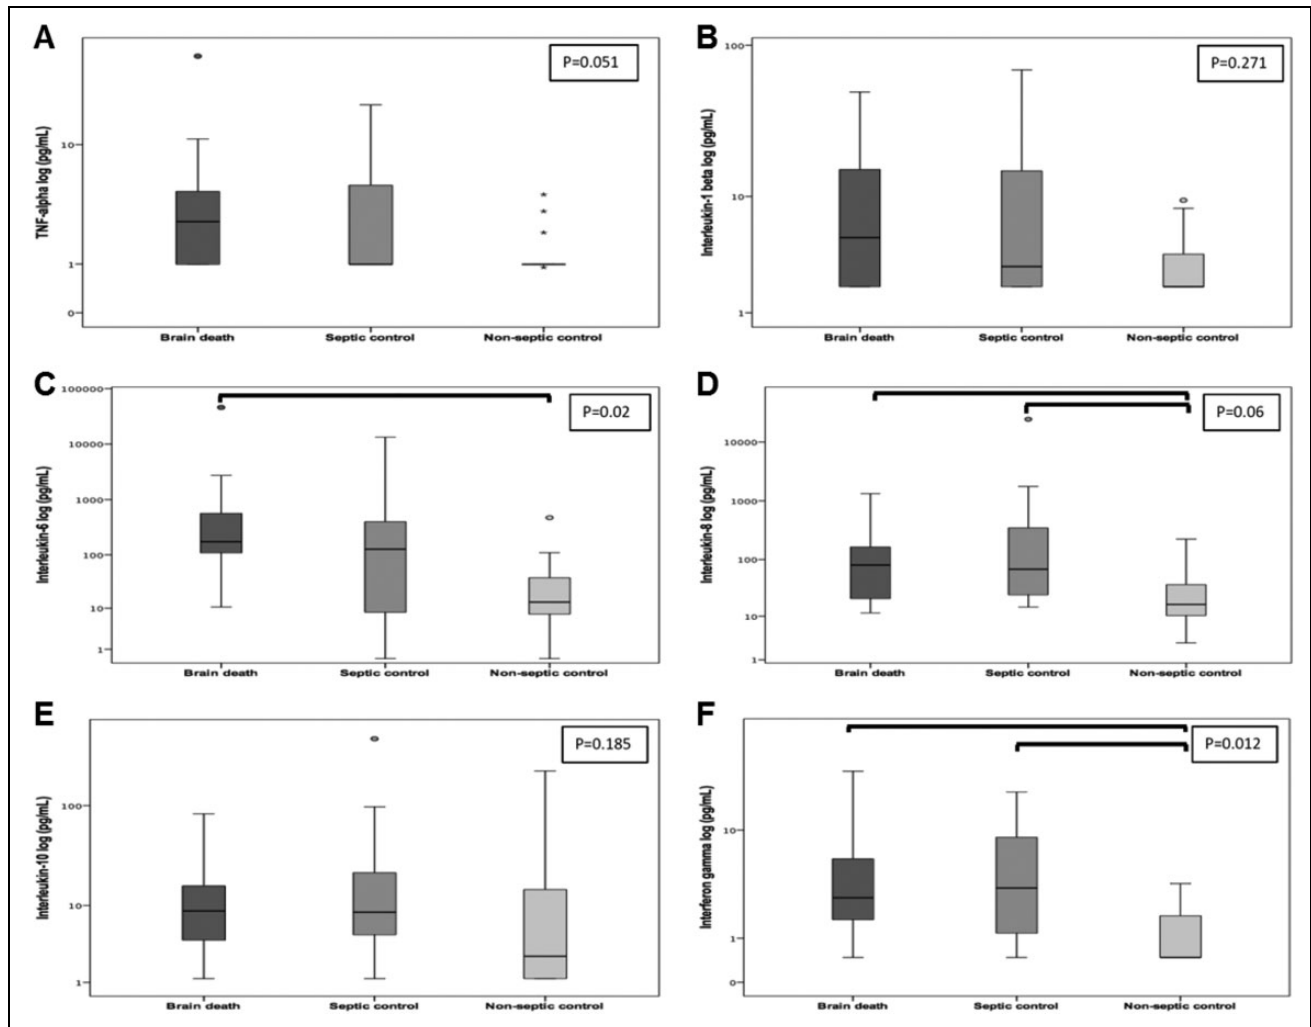 A
P=0.051
TNF-alpha log (pg/mL)
10
1
0
Brain death Septic control Non-septic control
B
P=0.271
Interleukin-1 beta log (pg/mL)
100
10
1
Brain death Septic control Non-septic control
C
P=0.02
Interleukin-6 log (pg/mL)
100000
10000
1000
100
10
1
Brain death Septic control Non-septic control
D
P=0.06
Interleukin-8 log (pg/mL)
10000
1000
100
10
1
Brain death Septic control Non-septic control
E
P=0.185
Interleukin-10 log (pg/mL)
100
10
1
Brain death Septic control Non-septic control
F
P=0.012
Interferon gamma log (pg/mL)
10
1
0
Brain death Septic control Non-septic control